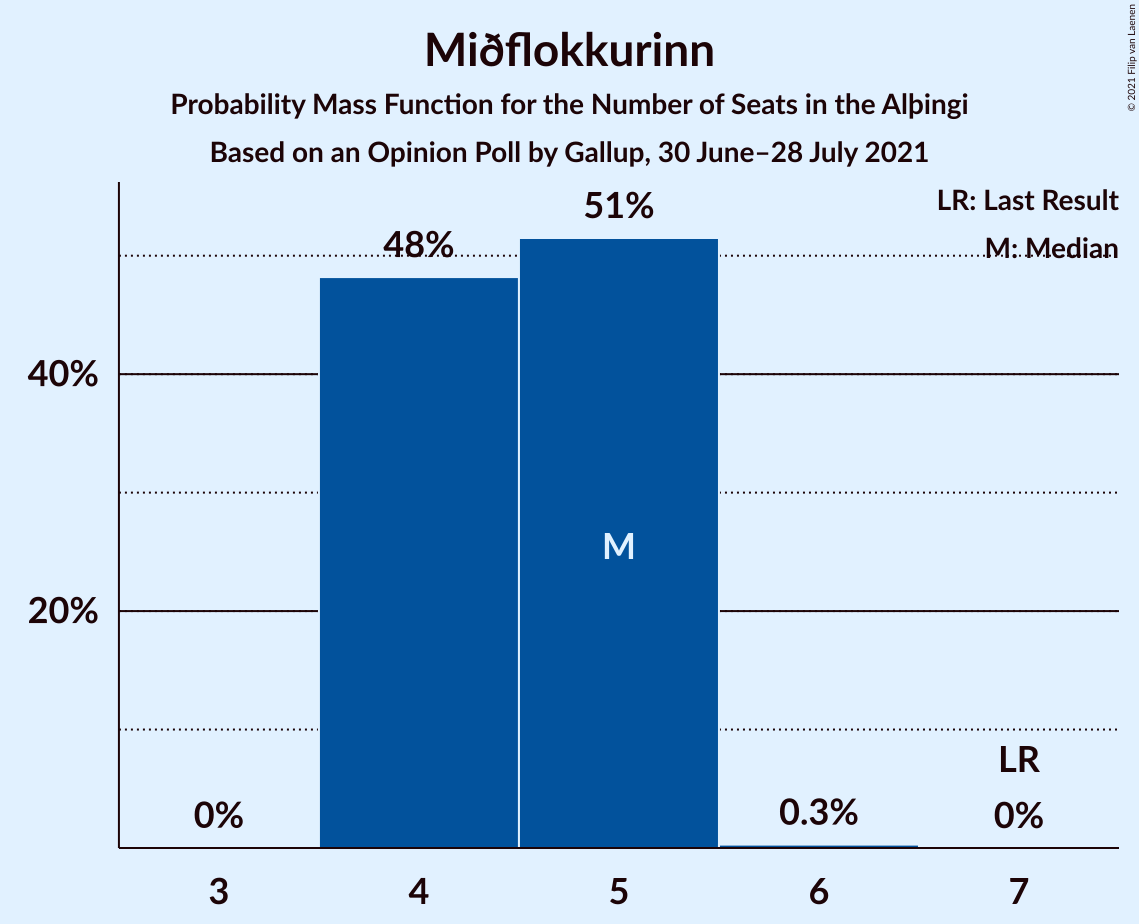 Miðflokkurinn
Probability Mass Function for the Number of Seats in the Alþingi
Based on an Opinion Poll by Gallup, 30 June–28 July 2021
© 2021 Filip van Laenen
LR: Last Result
M: Median
51%
48%
40%
20%
M
LR
0%
0.3%
0%
3
4
5
6
7